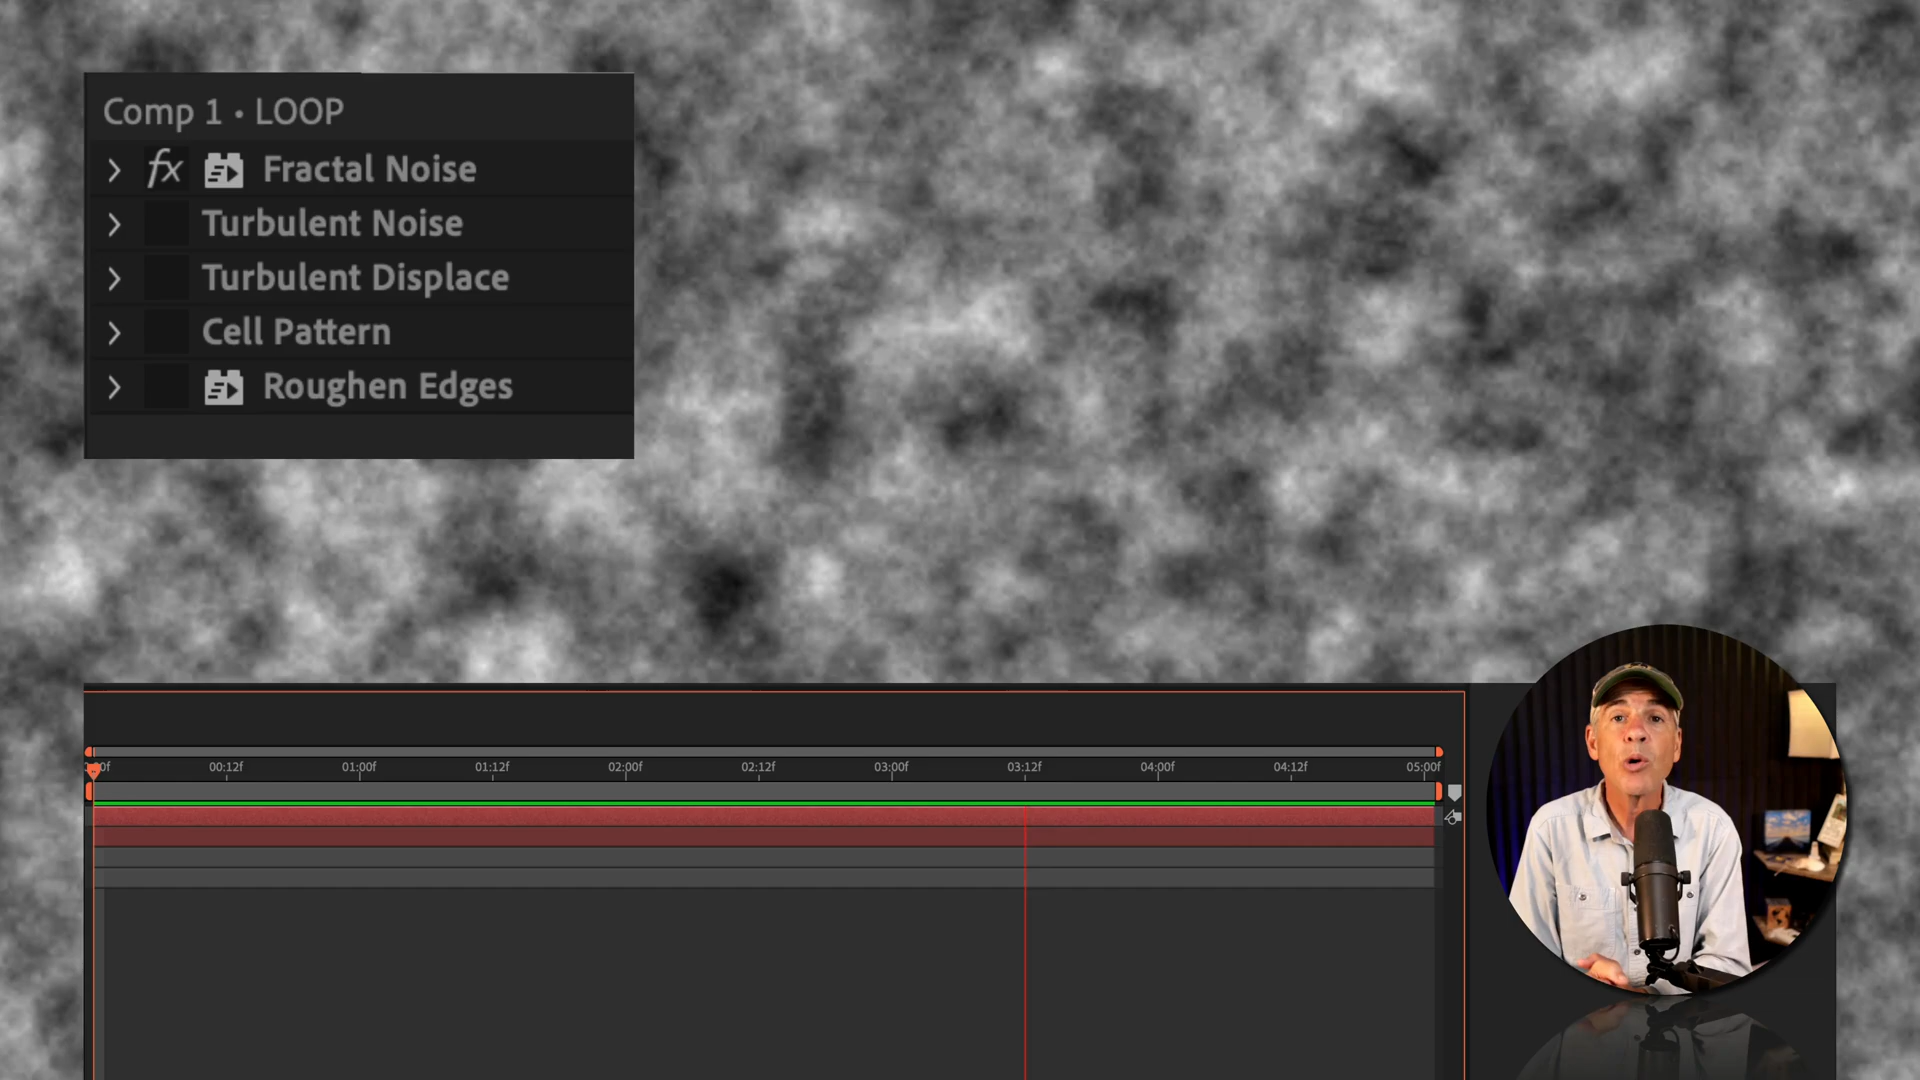 Comp 1 • LOOP
fx Fractal Noise
Turbulent Noise
Turbulent Displace
Cell Pattern
Roughen Edges
00:12f 01:00f 01:12f 02:00f 02:12f 03:00f 03:12f 04:00f 04:12f 05:00f